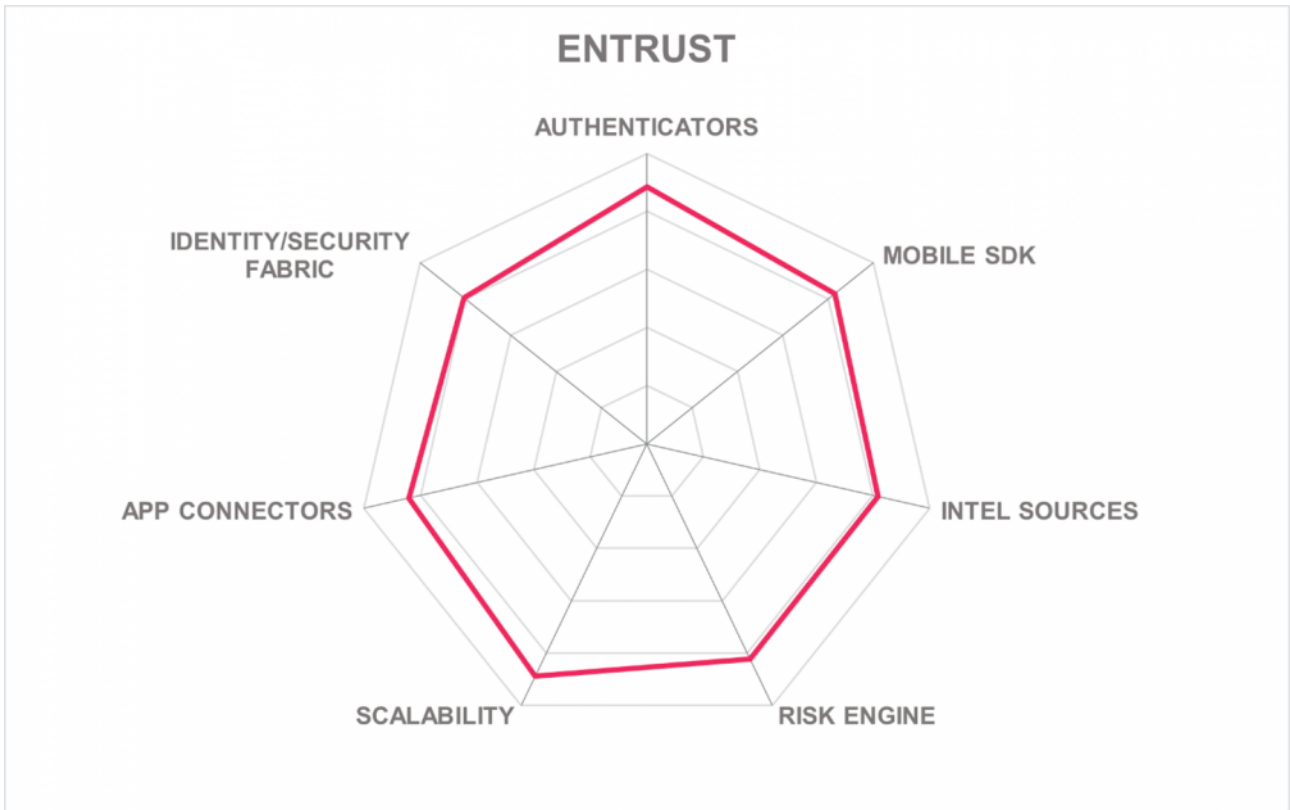 ENTRUST
AUTHENTICATORS
IDENTITY/SECURITY
FABRIC
MOBILE SDK
APP CONNECTORS
INTEL SOURCES
SCALABILITY
RISK ENGINE